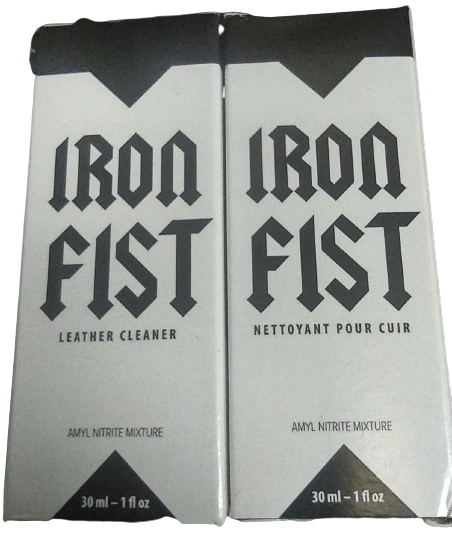 IRON
FIST
LEATHER CLEANER
AMYL NITRITE MIXTURE
30 ml – 1 fl oz
IRON
FIST
NETTOYANT POUR CUIR
AMYL NITRITE MIXTURE
30 ml – 1 fl oz